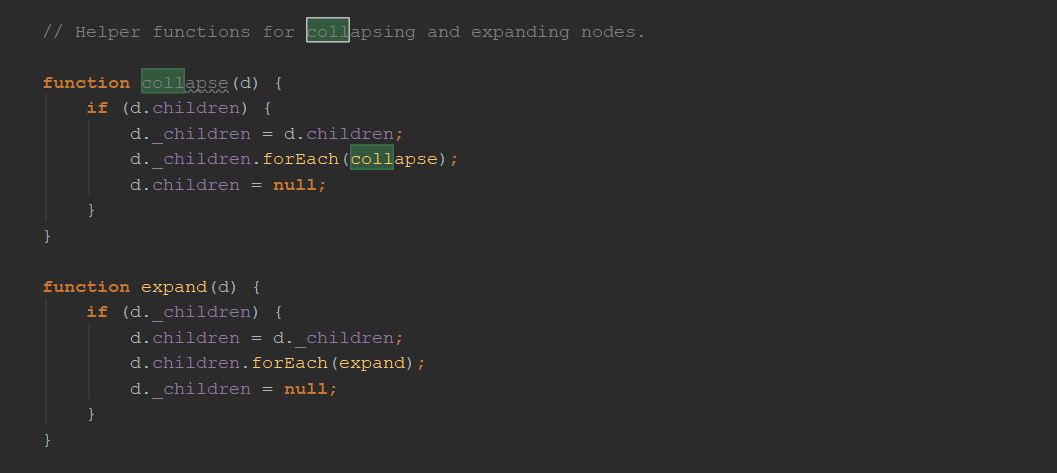 // Helper functions for collapsing and expanding nodes.
function collapse(d) {
if (d.children) {
d._children = d.children;
d._children.forEach(collapse);
d.children = null;
}
}
function expand(d) {
if (d._children) {
d.children = d._children;
d.children.forEach(expand);
d._children = null;
}
}